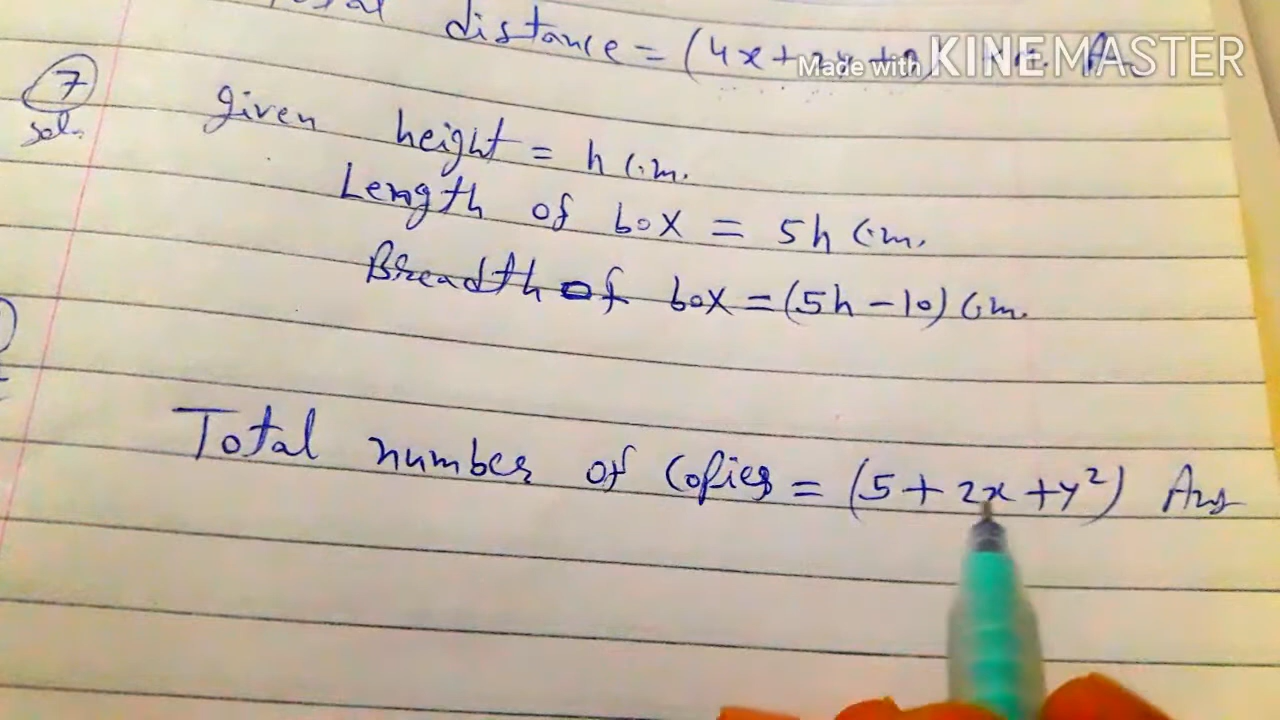 distance = (4x +
Made with KINEMASTER
7 Given height = h cm.
Sol.
Length of box = 5h cm.
Breadth of box = (5h - 10) cm.
Total number of Copies = (5 + 2x + y²) Ans